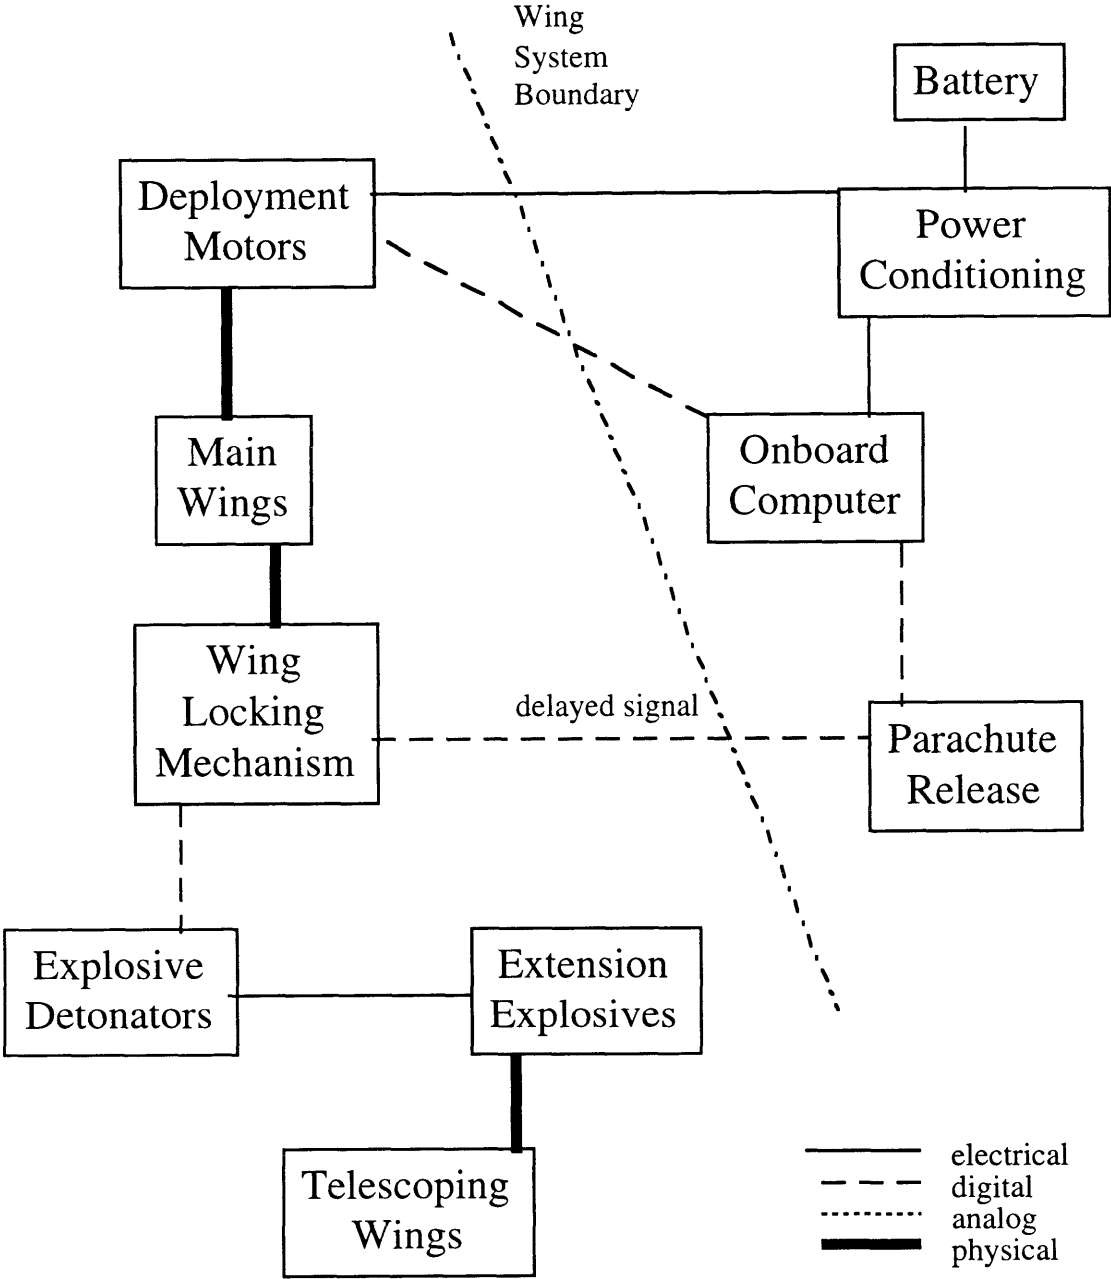 Wing
System
Boundary
Battery
Deployment
Motors
Power
Conditioning
Main
Wings
Onboard
Computer
Wing
Locking
Mechanism
delayed signal
Parachute
Release
Explosive
Detonators
Extension
Explosives
Telescoping
Wings
electrical
digital
analog
physical